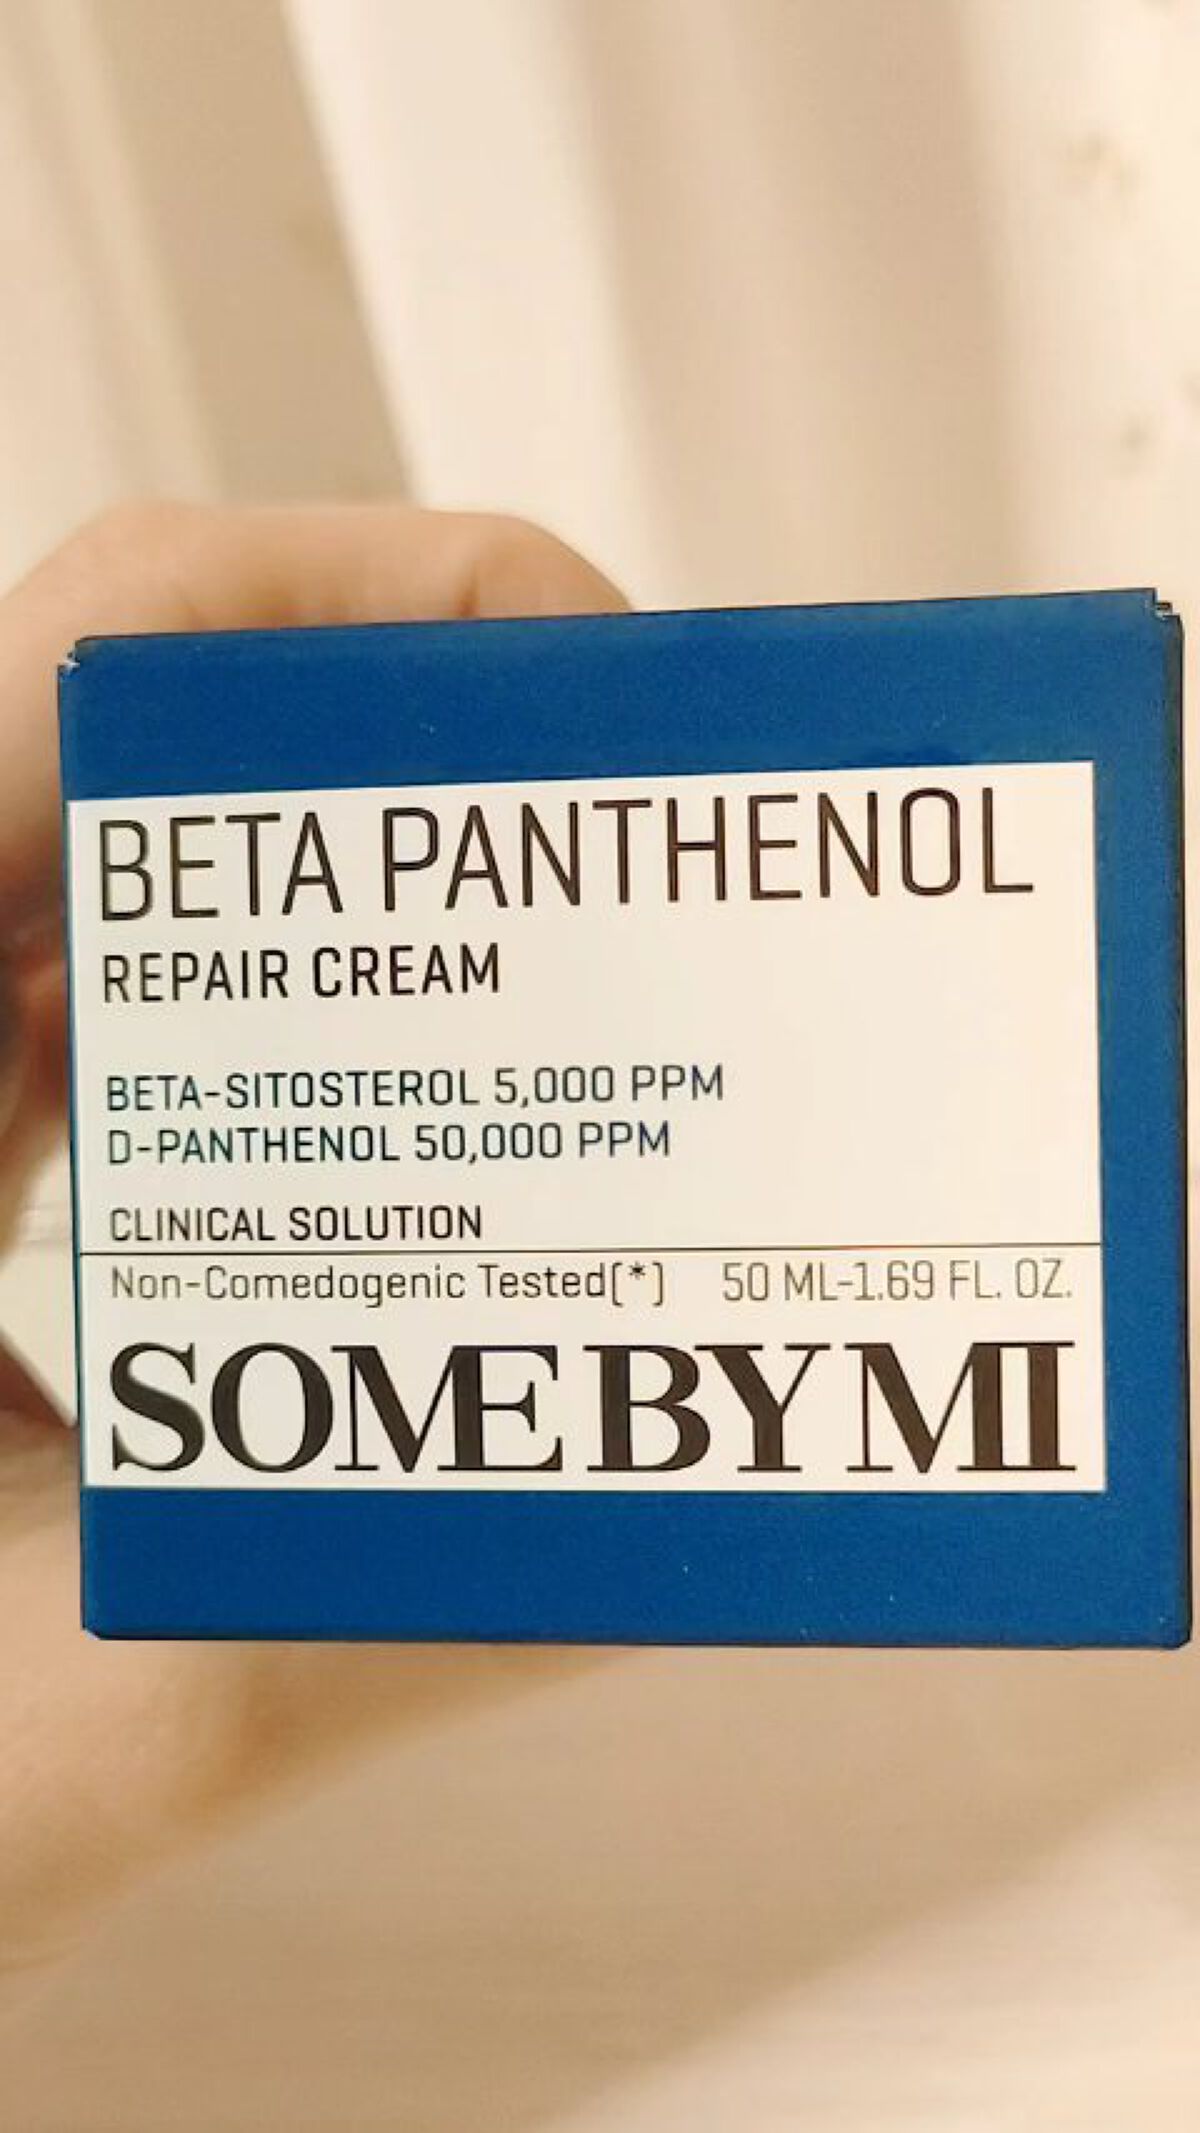 BETA PANTHENOL
REPAIR CREAM
BETA-SITOSTEROL 5,000 PPM
D-PANTHENOL 50,000 PPM
CLINICAL SOLUTION
Non-Comedogenic Tested(*) 50 ML-1.69 FL. OZ.
SOME BY MI